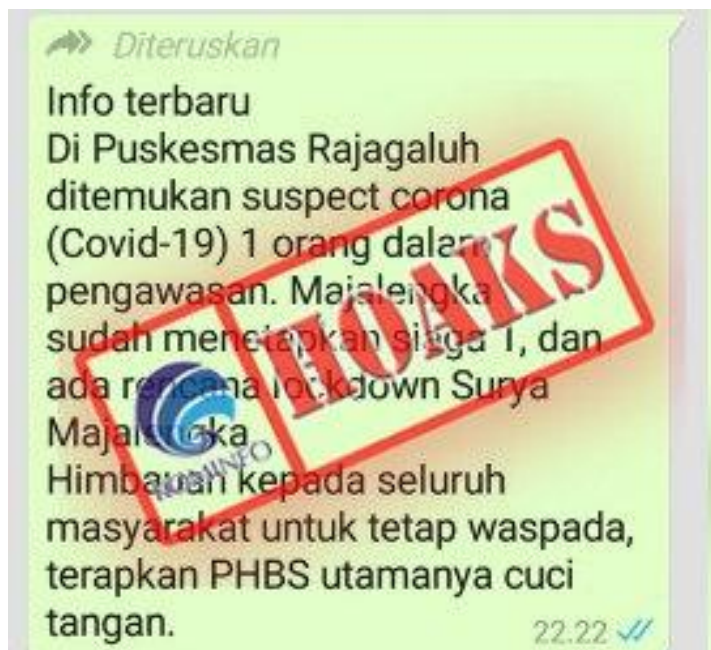 Diteruskan
Info terbaru
Di Puskesmas Rajagaluh
ditemukan suspect corona
(Covid-19) 1 orang dalam
pengawasan. Majalengka
sudah menetapkan siaga 1, dan
ada rencana lockdown Surya
Majalengka
Himbauan kepada seluruh
masyarakat untuk tetap waspada,
terapkan PHBS utamanya cuci
tangan.
22.22
HOAKS
KOMINFO